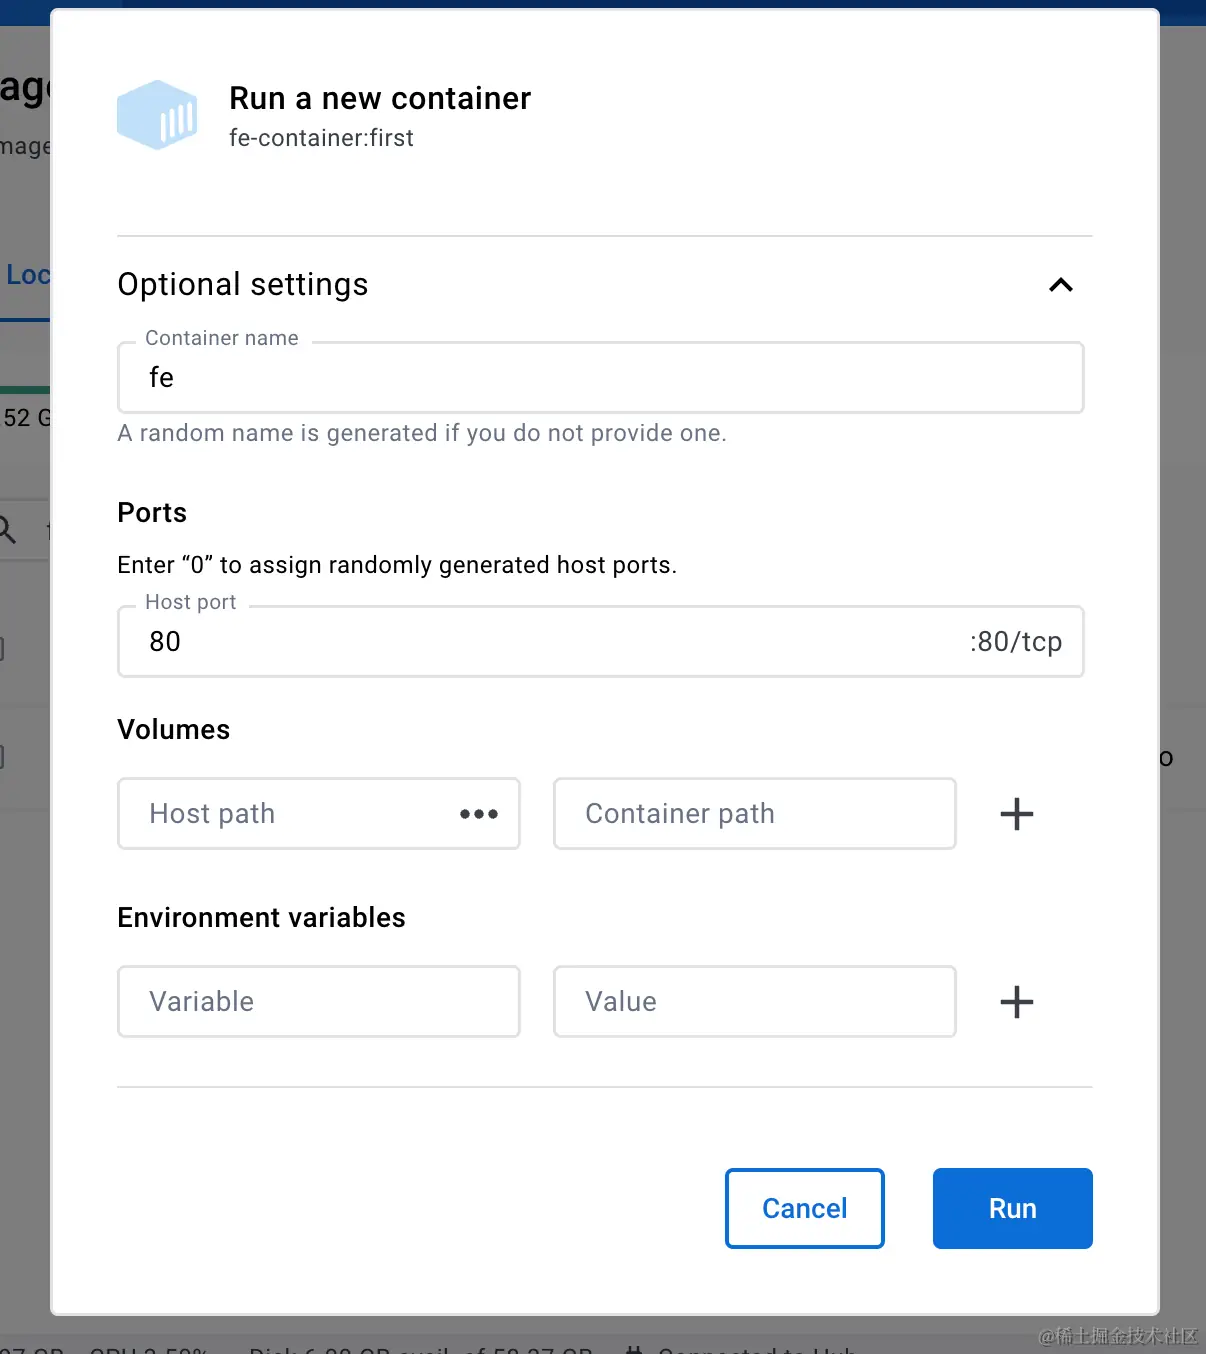 Run a new container
fe-container:first
Loc
Optional settings
Container name
fe
A random name is generated if you do not provide one.
52 G
Ports
Enter “0” to assign randomly generated host ports.
Host port
80 :80/tcp
Volumes
Host path Container path
Environment variables
Variable Value
Cancel Run
@稀土掘金技术社区